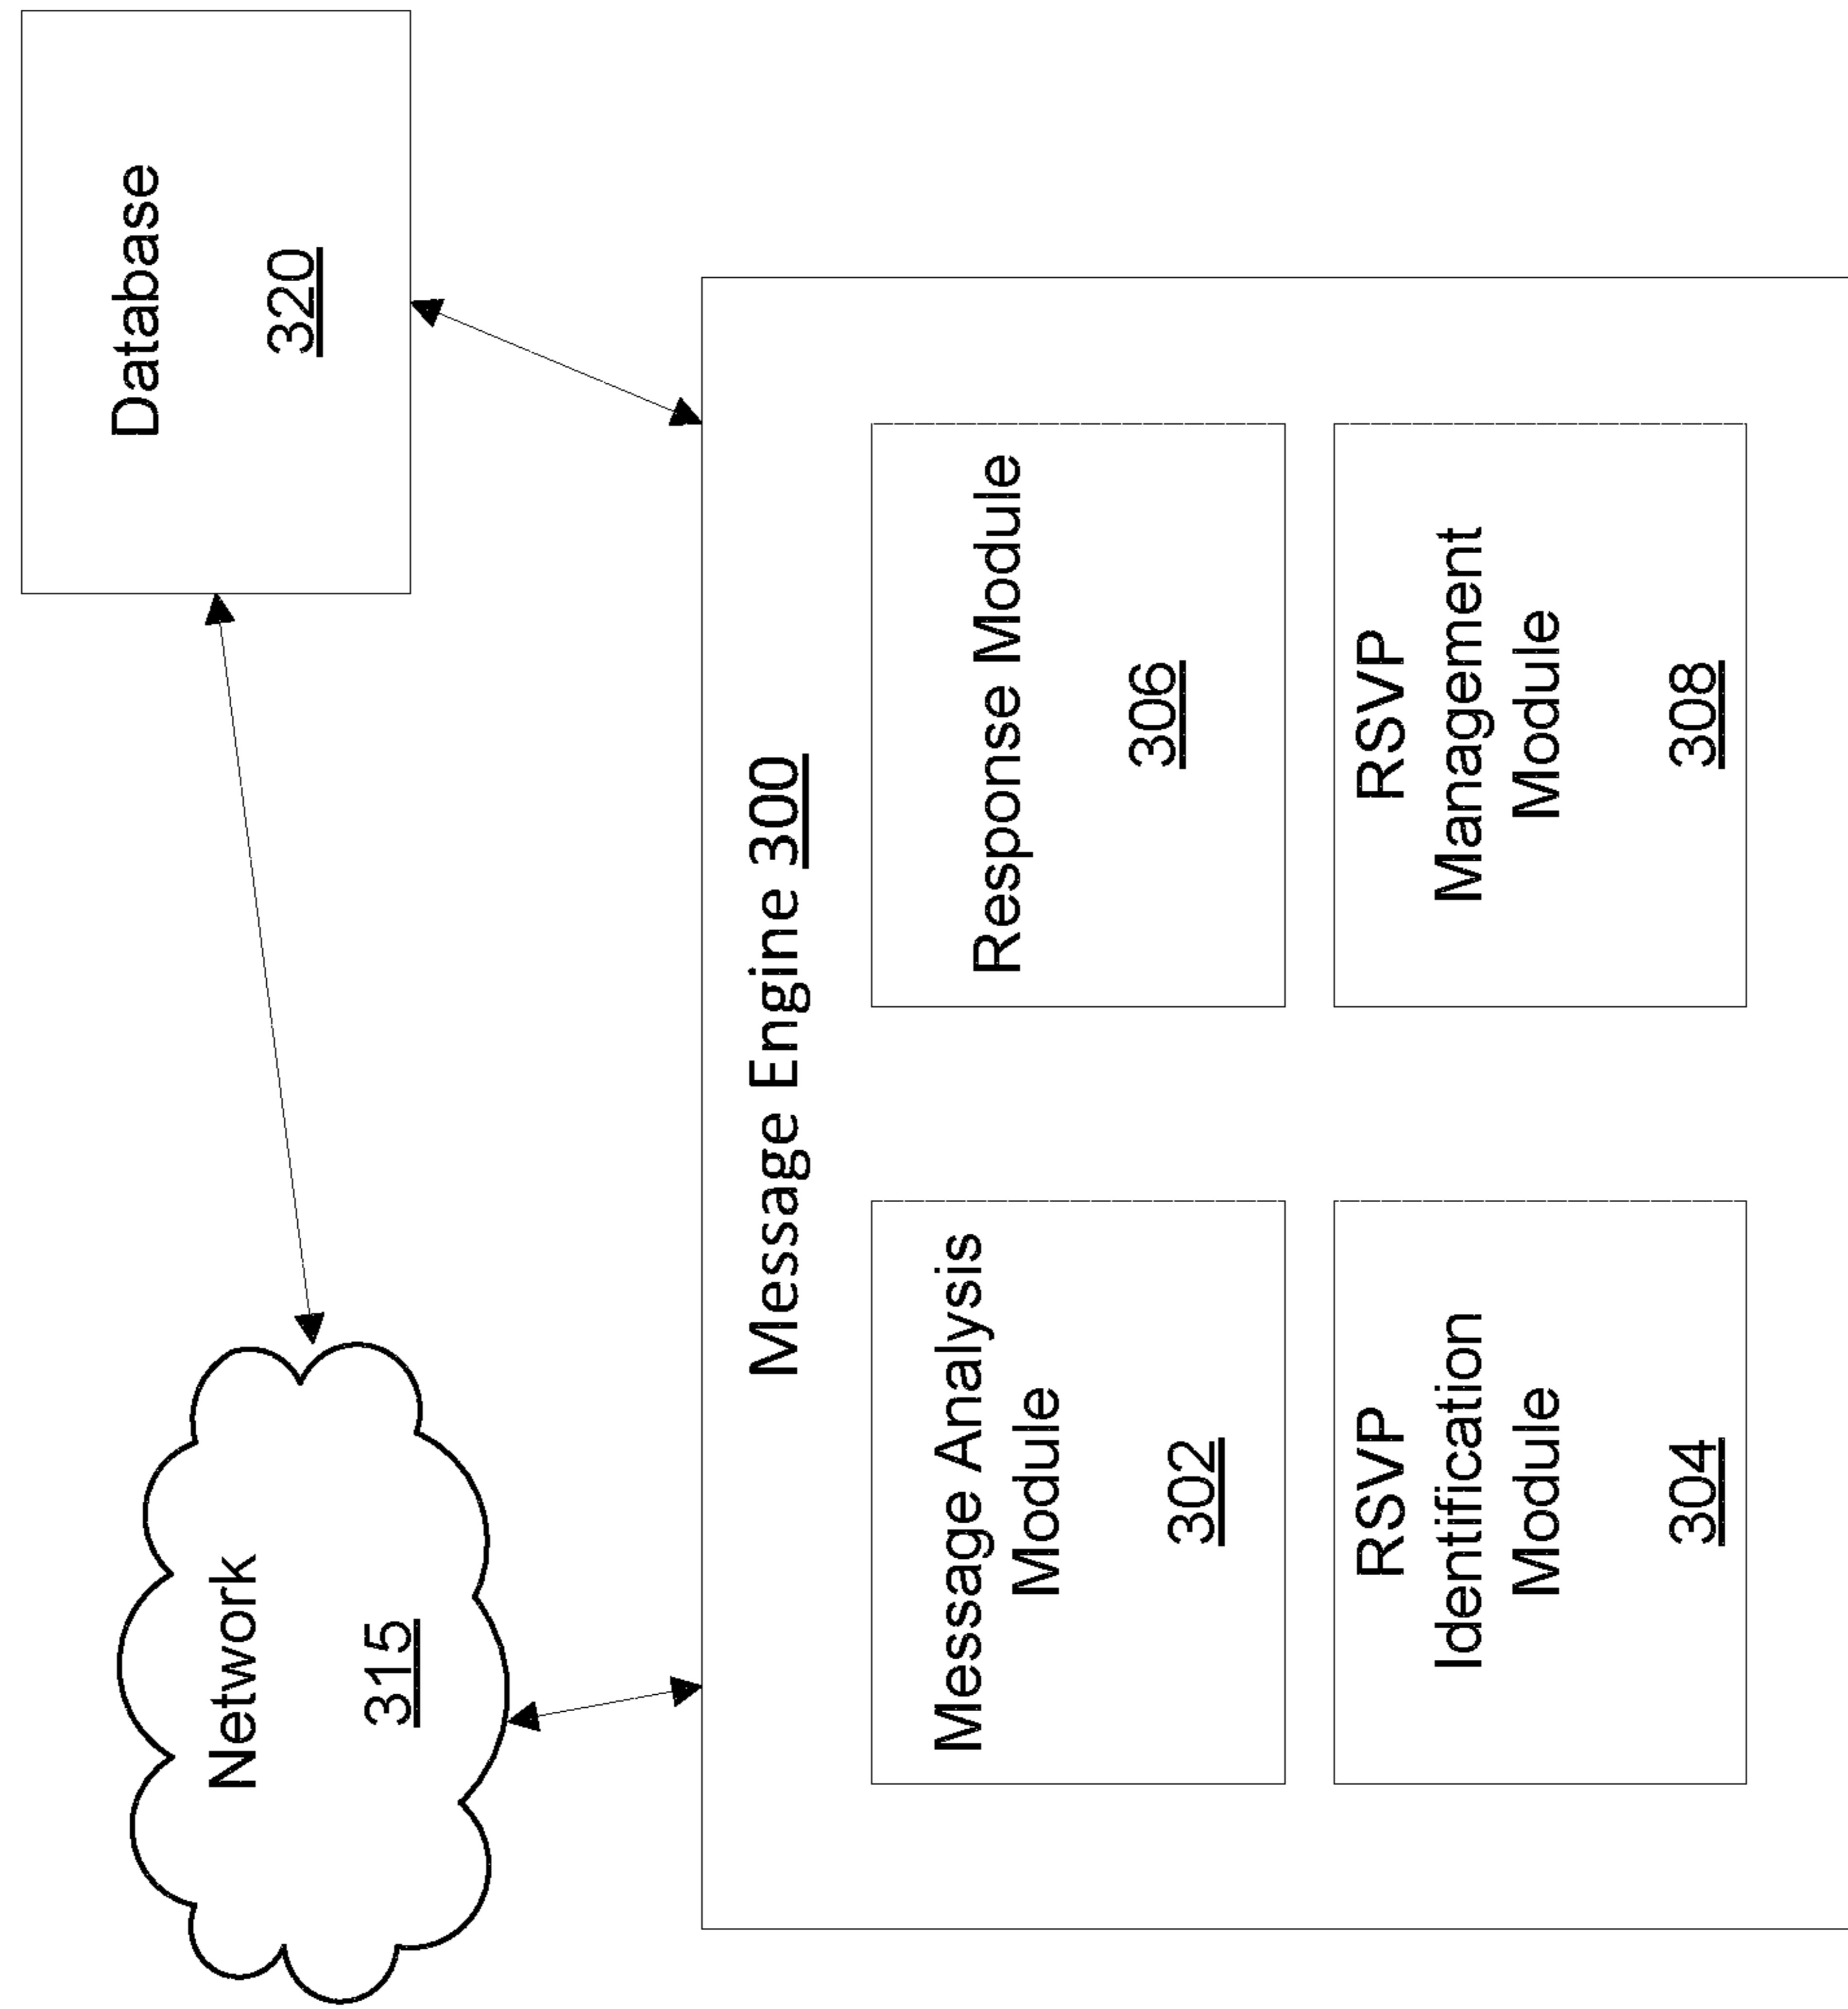 Network
315
Database
320
Message Engine 300
Message Analysis
Module
302
Response Module
306
RSVP
Identification
Module
304
RSVP
Management
Module
308